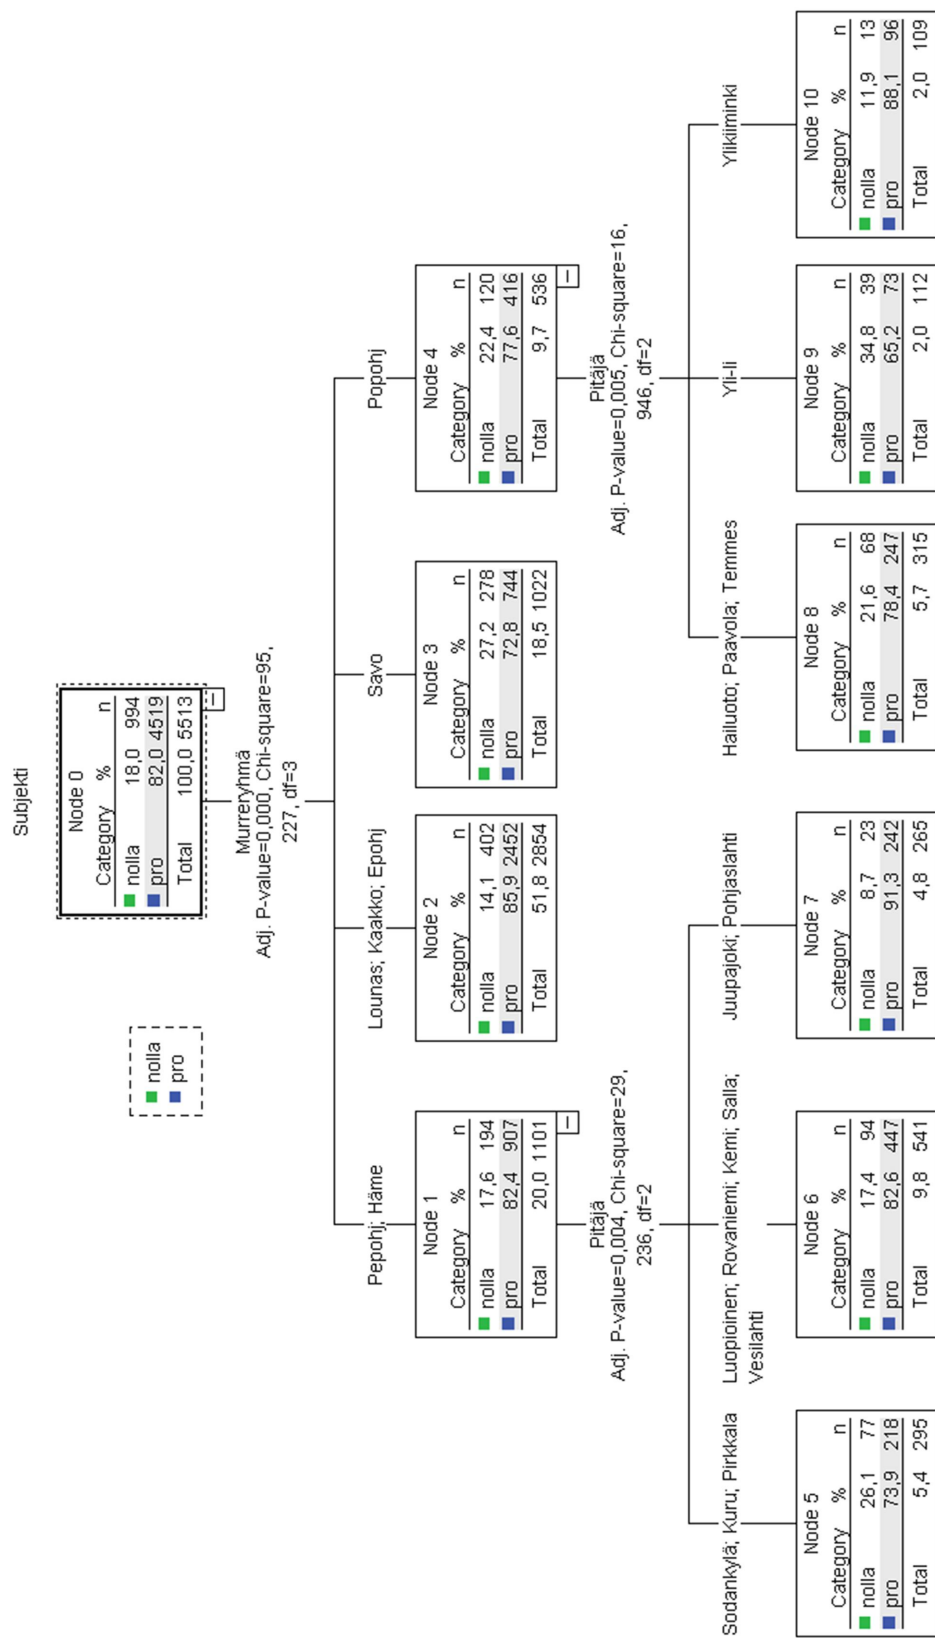 Subjekti
nolla
pro
Node 0
Category % n
nolla 18,0 994
pro 82,0 4519
Total 100,0 5513
Murreryhmä
Adj. P-value=0,000, Chi-square=95,
227, df=3
Pepohj; Häme
Lounas; Kaakko; Epohj
Savo
Popohj
Node 1
Category % n
nolla 17,6 194
pro 82,4 907
Total 20,0 1101
Node 2
Category % n
nolla 14,1 402
pro 85,9 2452
Total 51,8 2854
Node 3
Category % n
nolla 27,2 278
pro 72,8 744
Total 18,5 1022
Node 4
Category % n
nolla 22,4 120
pro 77,6 416
Total 9,7 536
Pitäjä
Adj. P-value=0,004, Chi-square=29,
236, df=2
Pitäjä
Adj. P-value=0,005, Chi-square=16,
946, df=2
Sodankylä; Kuru; Pirkkala
Luopioinen; Rovaniemi; Kemi; Salla;
Vesilahti
Juupajoki; Pohjaslahti
Hailuoto; Paavola; Temmes
Yli-Ii
Ylikiiminki
Node 5
Category % n
nolla 26,1 77
pro 73,9 218
Total 5,4 295
Node 6
Category % n
nolla 17,4 94
pro 82,6 447
Total 9,8 541
Node 7
Category % n
nolla 8,7 23
pro 91,3 242
Total 4,8 265
Node 8
Category % n
nolla 21,6 68
pro 78,4 247
Total 5,7 315
Node 9
Category % n
nolla 34,8 39
pro 65,2 73
Total 2,0 112
Node 10
Category % n
nolla 11,9 13
pro 88,1 96
Total 2,0 109